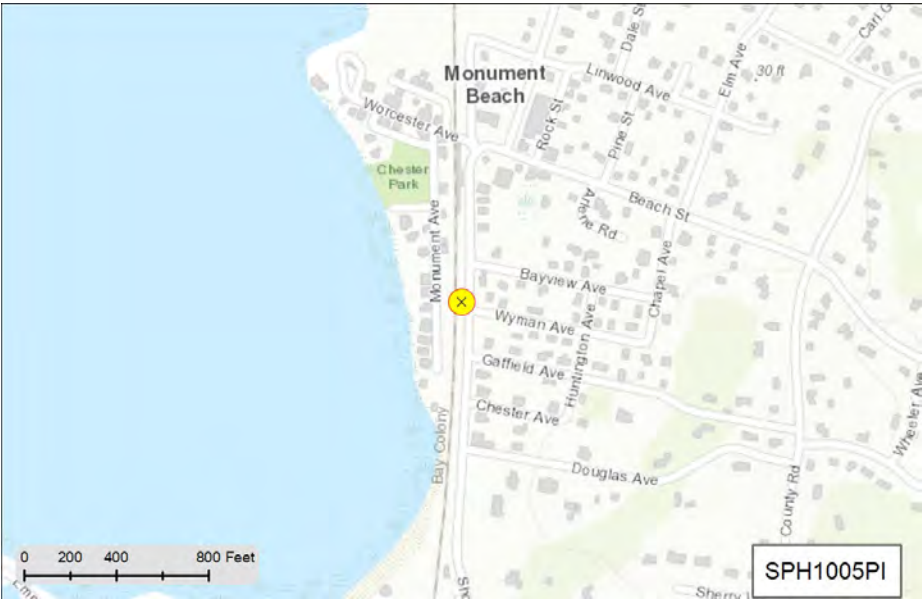 Cari G
Dale St
Elm Ave
30 ft
Linwood Ave
Monument
Beach
Rock St
Pine St
Worcester Ave
Chester
Park
Beach St
Arlene Rd
Monument Ave
Chapel Ave
Bayview Ave
Wyman Ave
Huntington Ave
Gaffield Ave
Wheeler Ave
Chester Ave
Bay Colony
Douglas Ave
County Rd
0 200 400 800 Feet
SPH1005PI
Sherry